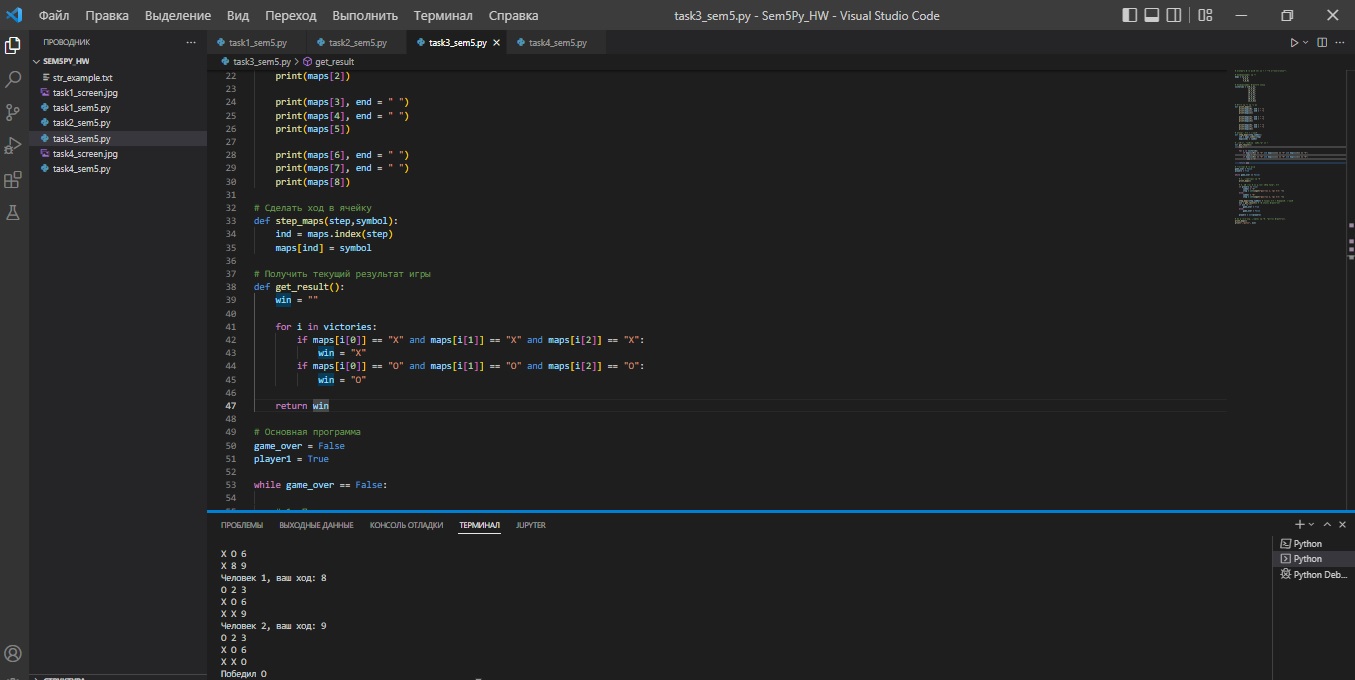 Файл Правка Выделение Вид Переход Выполнить Терминал Справка task3_sem5.py - Sem5Py_HW - Visual Studio Code
ПРОВОДНИК
SEM5PY_HW
str_example.txt
task1_screen.jpg
task1_sem5.py
task2_sem5.py
task3_sem5.py
task4_screen.jpg
task4_sem5.py
task1_sem5.py task2_sem5.py task3_sem5.py task4_sem5.py
task3_sem5.py > get_result
22 print(maps[2])
23
24 print(maps[3], end = " ")
25 print(maps[4], end = " ")
26 print(maps[5])
27
28 print(maps[6], end = " ")
29 print(maps[7], end = " ")
30 print(maps[8])
31
32 # Сделать ход в ячейку
33 def step_maps(step,symbol):
34 ind = maps.index(step)
35 maps[ind] = symbol
36
37 # Получить текущий результат игры
38 def get_result():
39 win = ""
40
41 for i in victories:
42 if maps[i[0]] == "X" and maps[i[1]] == "X" and maps[i[2]] == "X":
43 win = "X"
44 if maps[i[0]] == "O" and maps[i[1]] == "O" and maps[i[2]] == "O":
45 win = "O"
46
47 return win
48
49 # Основная программа
50 game_over = False
51 player1 = True
52
53 while game_over == False:
54
ПРОБЛЕМЫ ВЫХОДНЫЕ ДАННЫЕ КОНСОЛЬ ОТЛАДКИ ТЕРМИНАЛ JUPYTER
X O 6
X 8 9
Человек 1, ваш ход: 8
O 2 3
X O 6
X X 9
Человек 2, ваш ход: 9
O 2 3
X O 6
X X O
Победил O
Python
Python
Python Deb...